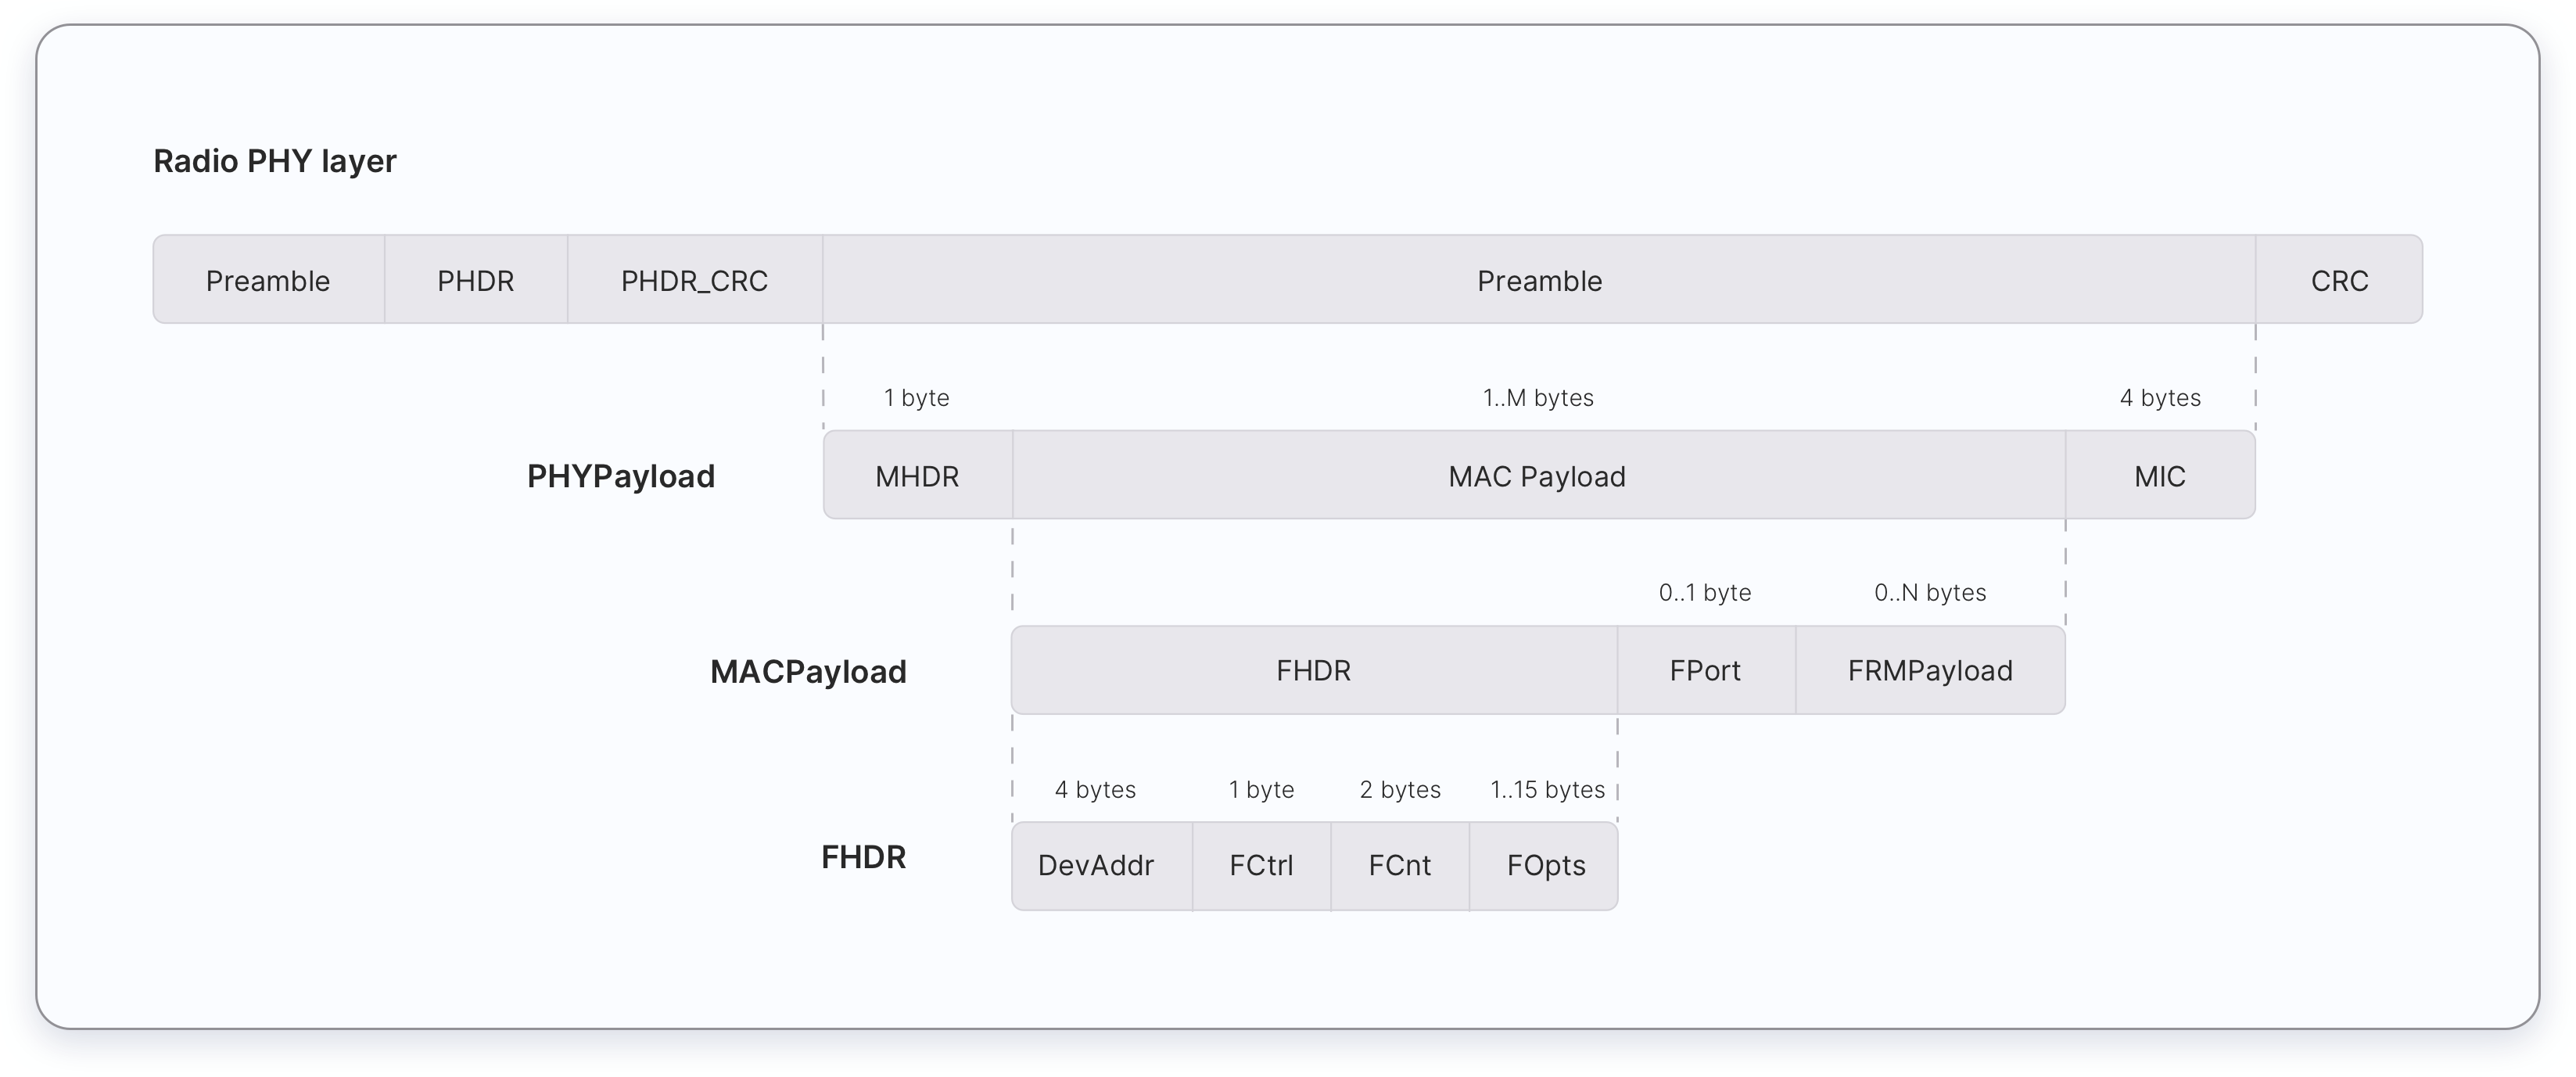 Radio PHY layer
Preamble PHDR PHDR_CRC Preamble CRC
1 byte 1..M bytes 4 bytes
PHYPayload MHDR MAC Payload MIC
0..1 byte 0..N bytes
MACPayload FHDR FPort FRMPayload
4 bytes 1 byte 2 bytes 1..15 bytes
FHDR DevAddr FCtrl FCnt FOpts